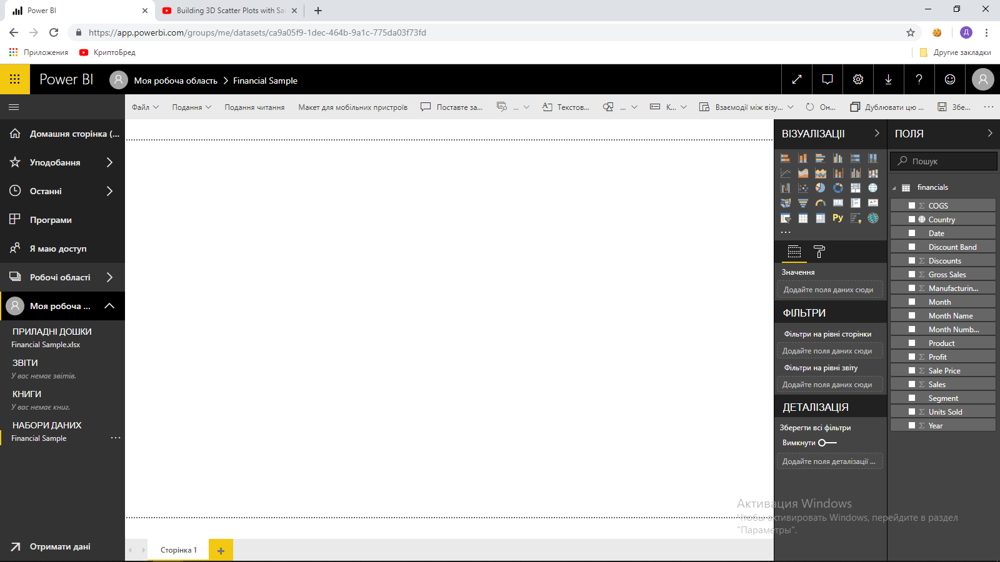 Power BI
Building 3D Scatter Plots with Sa
https://app.powerbi.com/groups/me/datasets/ca9a05f9-1dec-464b-9a1c-775da03f73fd
Д
Приложения
КриптоБред
Другие закладки
Power BI
Моя робоча область > Financial Sample
Файл
Подання
Подання читання
Макет для мобільних пристроїв
Поставте за...
...
Текстов...
...
К...
Взаємодії між візу...
Он...
Дублювати цю ...
Збе...
Домашня сторінка (...
Уподобання
Останні
Програми
Я маю доступ
Робочі області
Моя робоча ...
ПРИЛАДНІ ДОШКИ
Financial Sample.xlsx
ЗВІТИ
У вас немає звітів.
КНИГИ
У вас немає книг.
НАБОРИ ДАНИХ
Financial Sample
Отримати дані
Сторінка 1
ВІЗУАЛІЗАЦІЇ
Py
Значення
Додайте поля даних сюди
ФІЛЬТРИ
Фільтри на рівні сторінки
Додайте поля даних сюди
Фільтри на рівні звіту
Додайте поля даних сюди
ДЕТАЛІЗАЦІЯ
Зберегти всі фільтри
Вимкнути
Додайте поля деталізації ...
ПОЛЯ
Пошук
financials
COGS
Country
Date
Discount Band
Discounts
Gross Sales
Manufacturin...
Month
Month Name
Month Numb...
Product
Profit
Sale Price
Sales
Segment
Units Sold
Year
Активация Windows
Чтобы активировать Windows, перейдите в раздел
"Параметры".